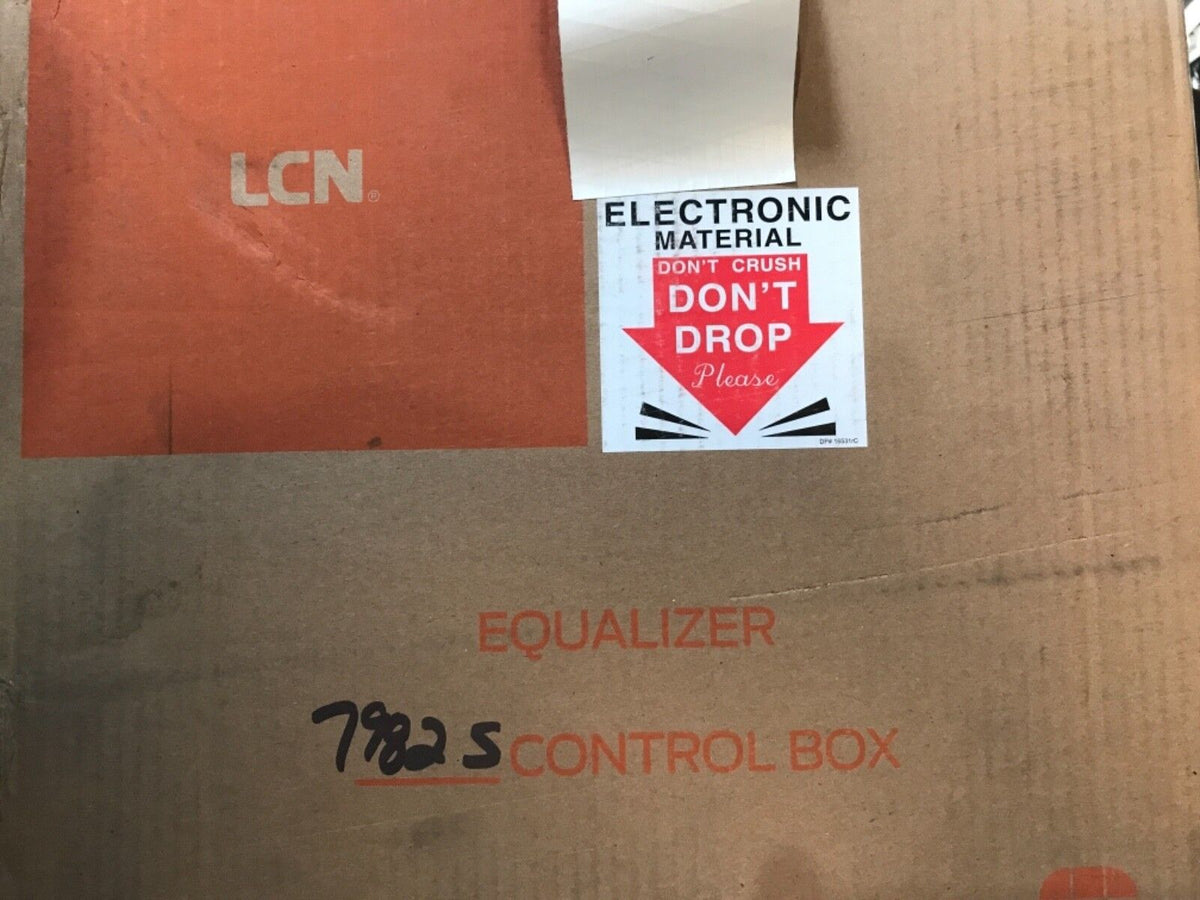 LCN®
ELECTRONIC
MATERIAL
DON'T CRUSH
DON'T
DROP
Please
EQUALIZER
7982 S CONTROL BOX